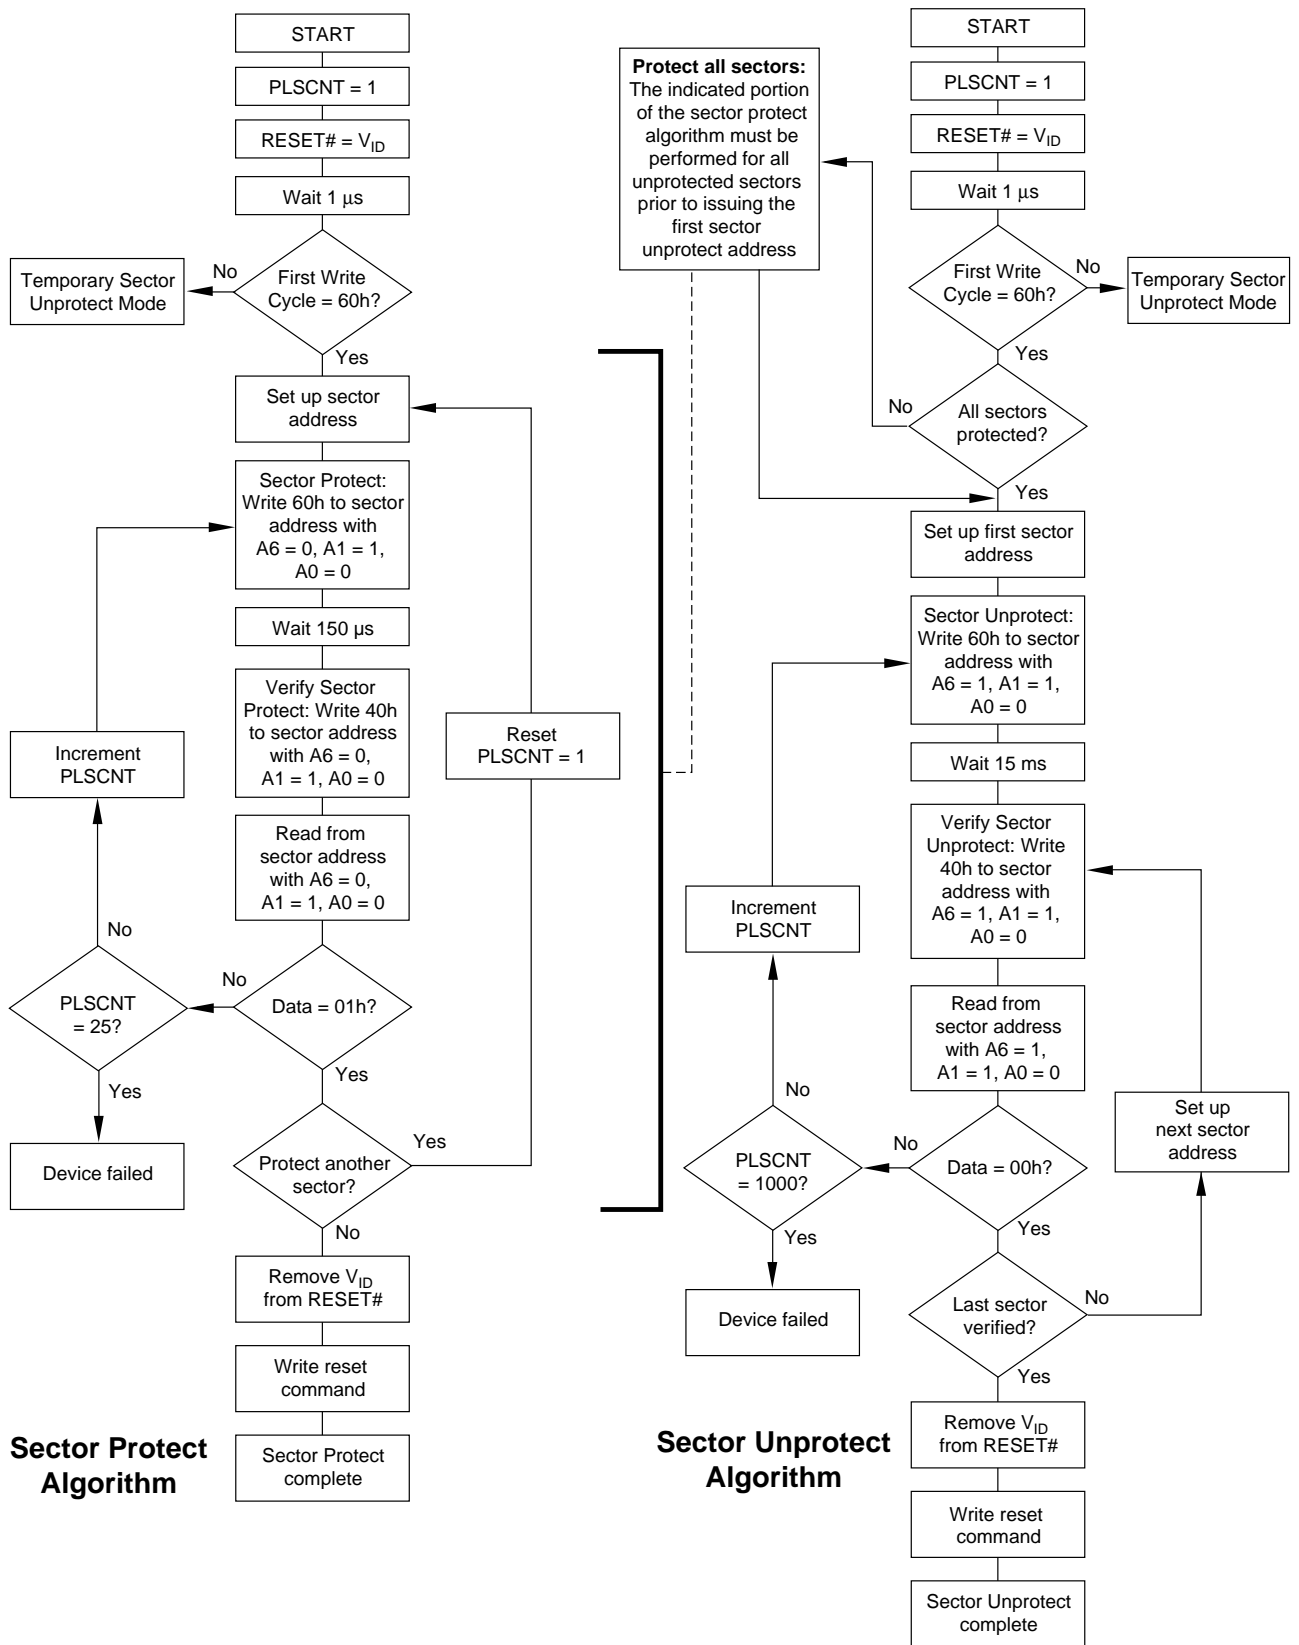 START
PLSCNT = 1
RESET# = VID
Wait 1 μs
First Write
Cycle = 60h?
No
Temporary Sector
Unprotect Mode
Yes
Set up sector
address
Sector Protect:
Write 60h to sector
address with
A6 = 0, A1 = 1,
A0 = 0
Wait 150 µs
Verify Sector
Protect: Write 40h
to sector address
with A6 = 0,
A1 = 1, A0 = 0
Increment
PLSCNT
Reset
PLSCNT = 1
Read from
sector address
with A6 = 0,
A1 = 1, A0 = 0
No
No
PLSCNT
= 25?
Data = 01h?
Yes
Yes
Device failed
Protect another
sector?
Yes
No
Remove VID
from RESET#
Write reset
command
Sector Protect
complete
Sector Protect
Algorithm
Protect all sectors:
The indicated portion
of the sector protect
algorithm must be
performed for all
unprotected sectors
prior to issuing the
first sector
unprotect address
START
PLSCNT = 1
RESET# = VID
Wait 1 μs
First Write
Cycle = 60h?
No
Temporary Sector
Unprotect Mode
Yes
No
All sectors
protected?
Yes
Set up first sector
address
Sector Unprotect:
Write 60h to sector
address with
A6 = 1, A1 = 1,
A0 = 0
Wait 15 ms
Verify Sector
Unprotect: Write
40h to sector
address with
A6 = 1, A1 = 1,
A0 = 0
Increment
PLSCNT
Read from
sector address
with A6 = 1,
A1 = 1, A0 = 0
No
Set up
next sector
address
No
PLSCNT
= 1000?
Data = 00h?
Yes
Yes
Device failed
Last sector
verified?
No
Yes
Remove VID
from RESET#
Write reset
command
Sector Unprotect
complete
Sector Unprotect
Algorithm